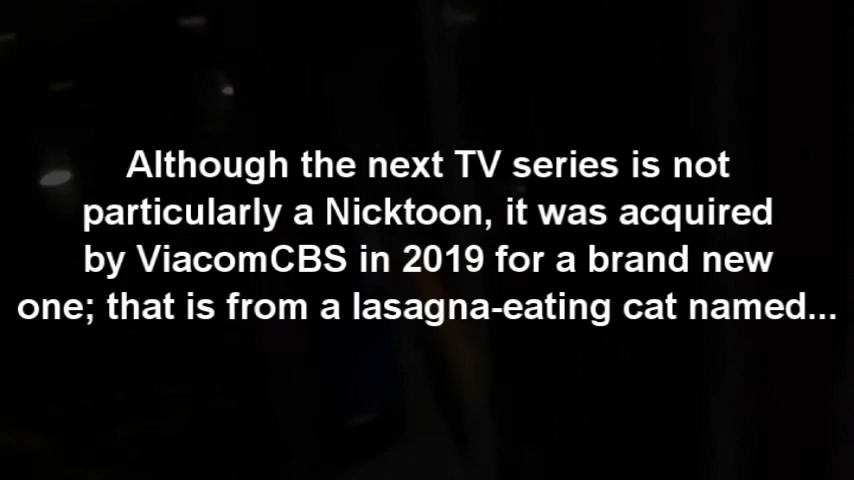 Although the next TV series is not
particularly a Nicktoon, it was acquired
by ViacomCBS in 2019 for a brand new
one; that is from a lasagna-eating cat named...